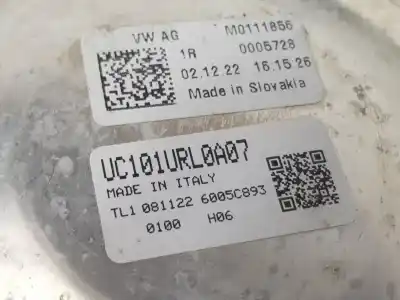 VW AG M0111856
1R 0005728
02.12.22 16.15.26
Made in Slovakia
UC101URL0A07
MADE IN ITALY
TL1 081122 6005C893
0100 H06